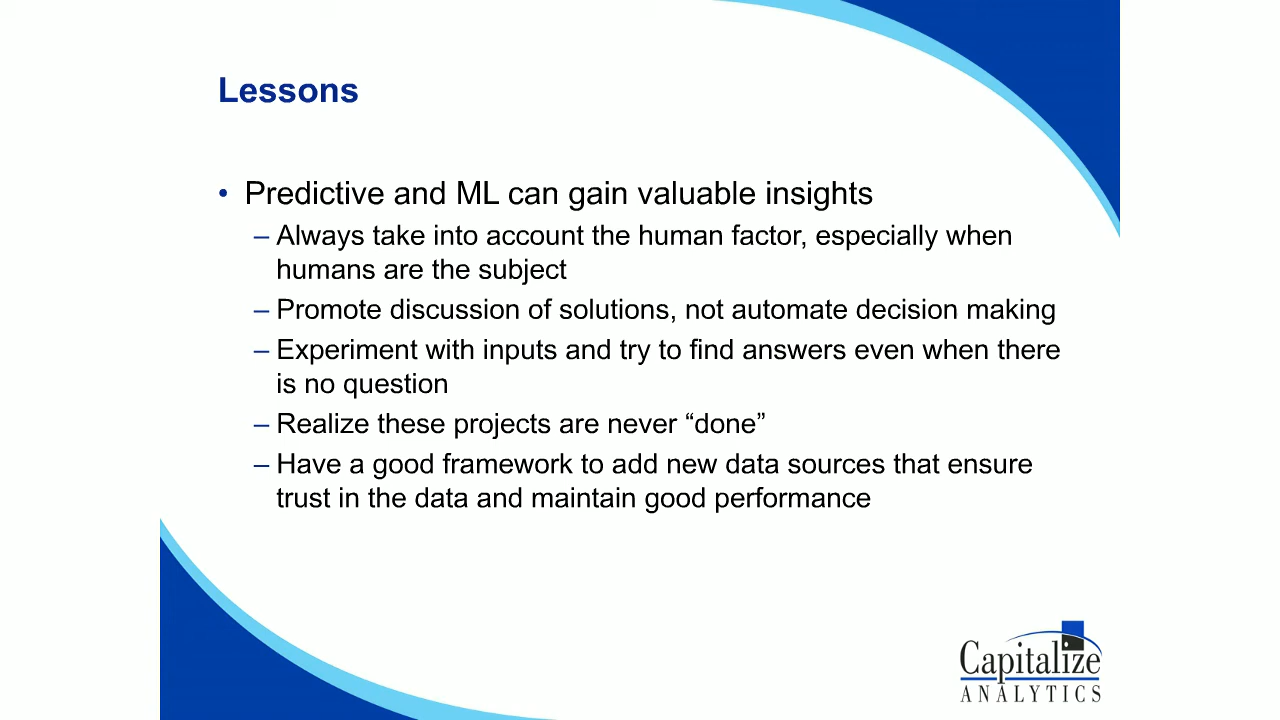 Lessons
• Predictive and ML can gain valuable insights
– Always take into account the human factor, especially when
humans are the subject
– Promote discussion of solutions, not automate decision making
– Experiment with inputs and try to find answers even when there
is no question
– Realize these projects are never “done”
– Have a good framework to add new data sources that ensure
trust in the data and maintain good performance
Capitalize
ANALYTICS